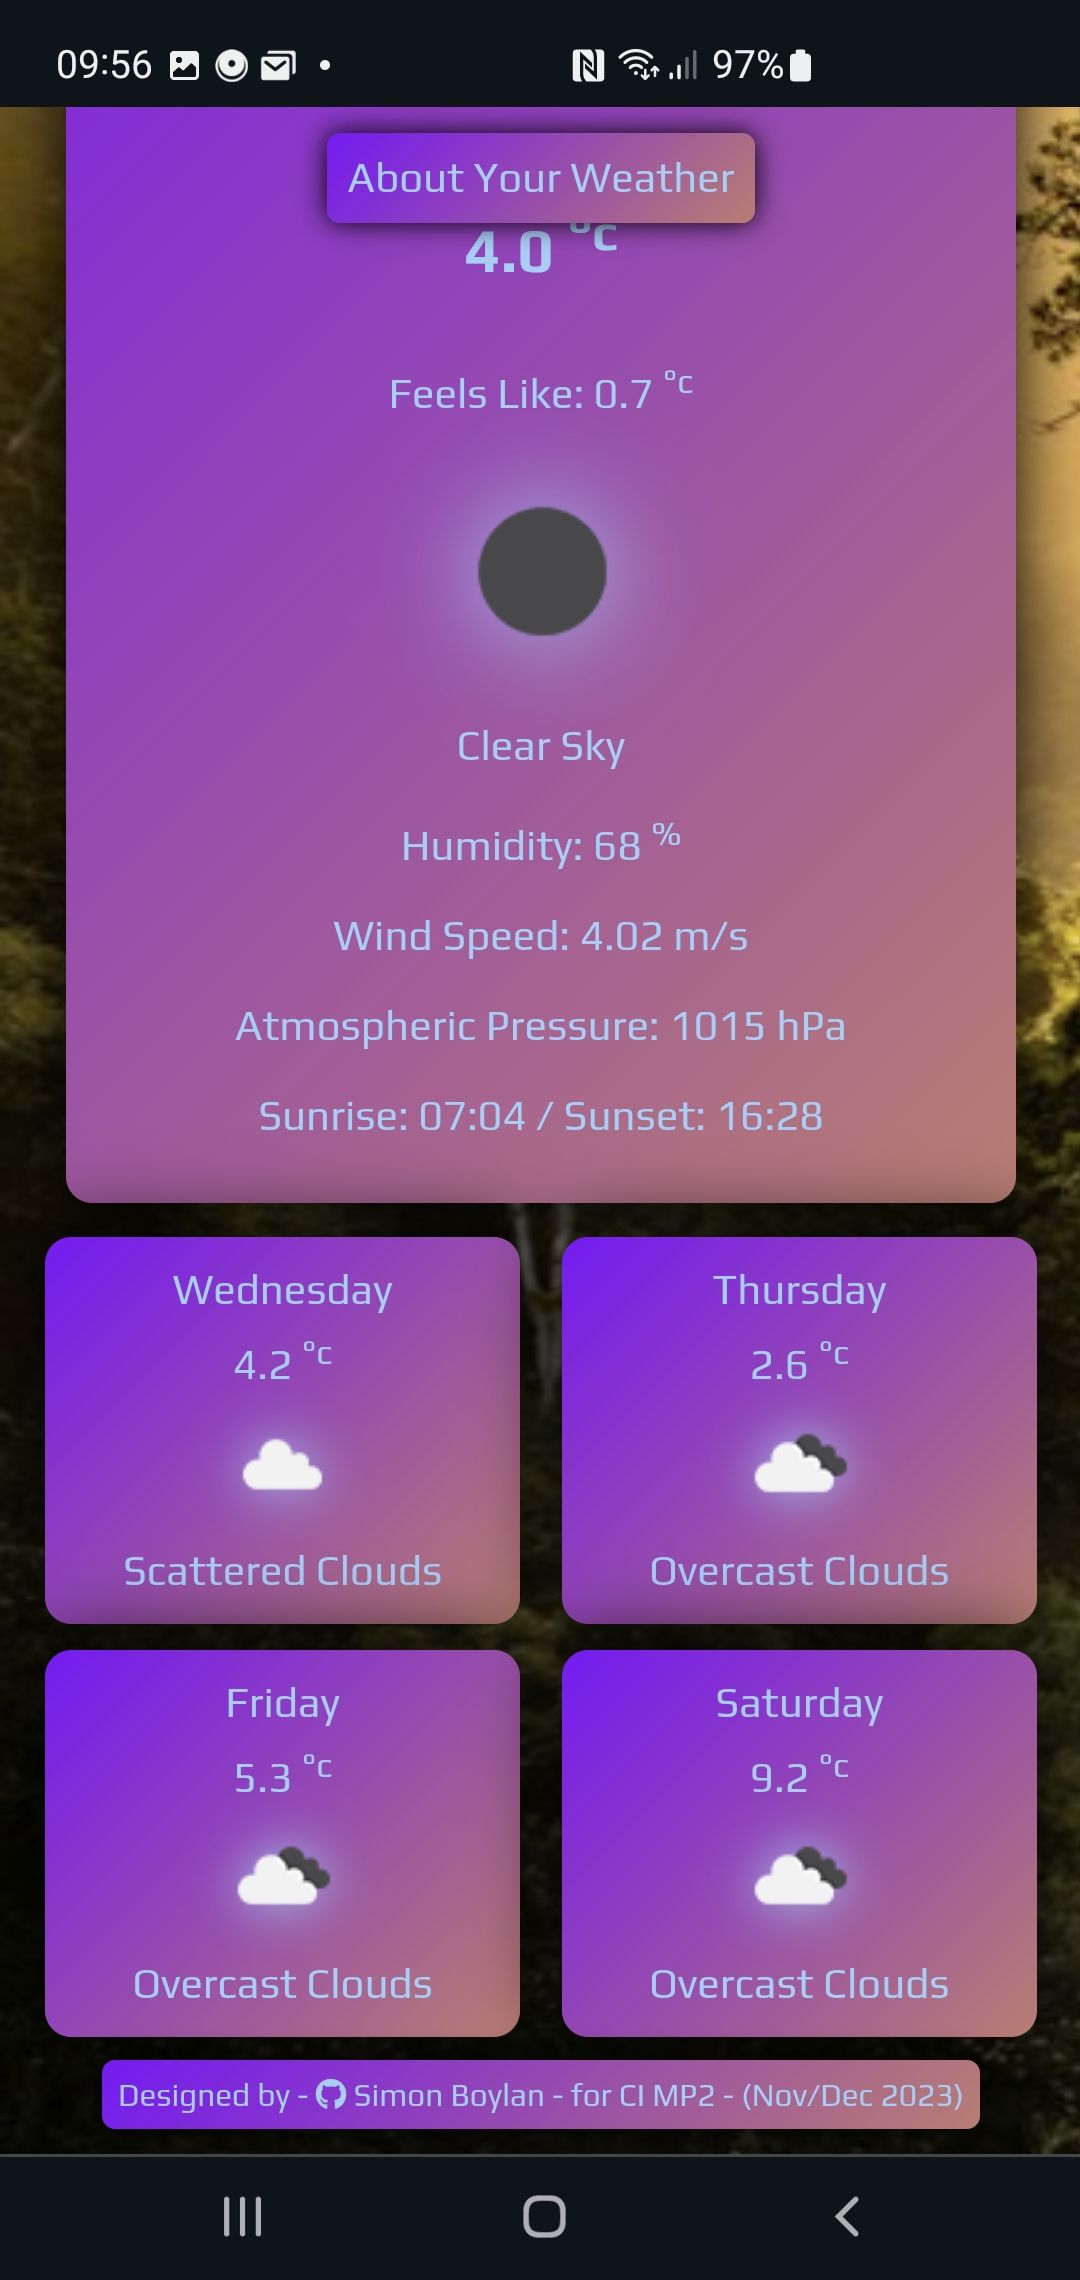 09:56 97%
About Your Weather
4.0 °c
Feels Like: 0.7 °c
Clear Sky
Humidity: 68 %
Wind Speed: 4.02 m/s
Atmospheric Pressure: 1015 hPa
Sunrise: 07:04 / Sunset: 16:28
Wednesday
4.2 °c
Scattered Clouds
Thursday
2.6 °c
Overcast Clouds
Friday
5.3 °c
Overcast Clouds
Saturday
9.2 °c
Overcast Clouds
Designed by - Simon Boylan - for CI MP2 - (Nov/Dec 2023)